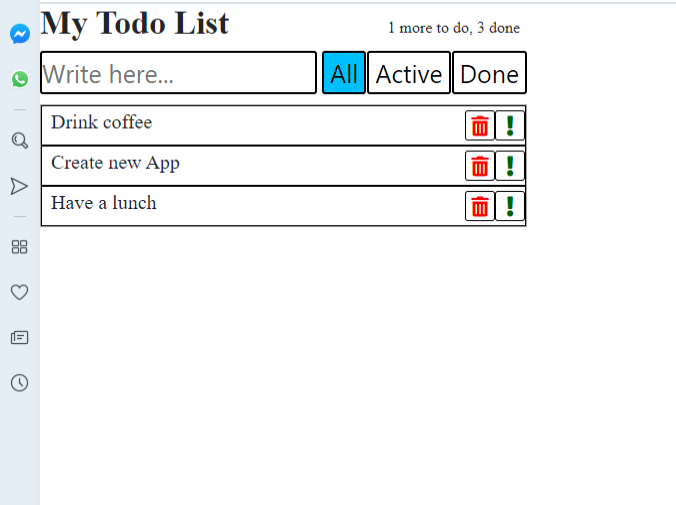 My Todo List
1 more to do, 3 done
Write here...
All Active Done
Drink coffee
Create new App
Have a lunch